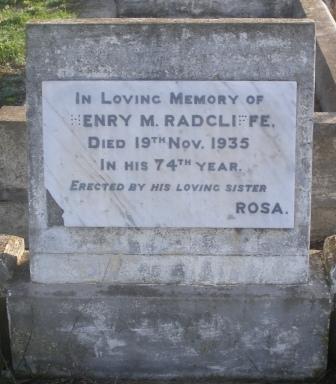 In Loving Memory of
HENRY M. RADCLIFFE.
Died 19th Nov. 1935
In his 74th year.
Erected by his loving sister
ROSA.